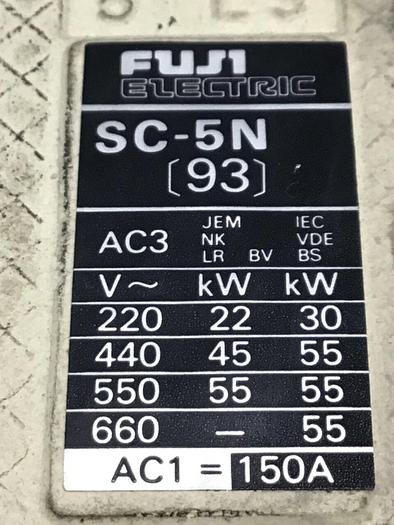 FUJI
ELECTRIC
SC-5N
(93)
AC3 JEM NK LR BV IEC VDE BS
V~ kW kW
220 22 30
440 45 55
550 55 55
660 — 55
AC1 = 150A